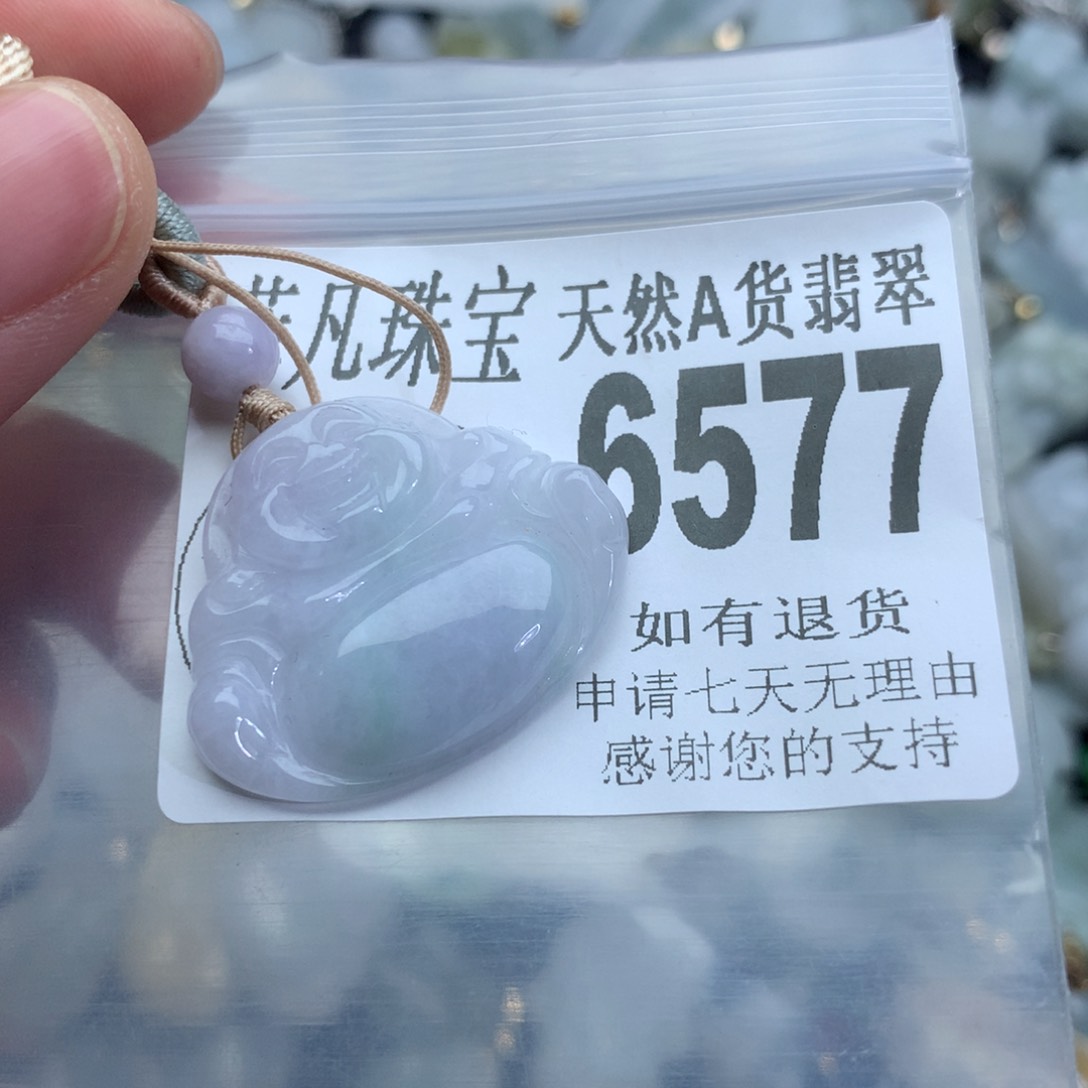 凡珠宝 天然A货翡翠
6577
如有退货
申请七天无理由
感谢您的支持